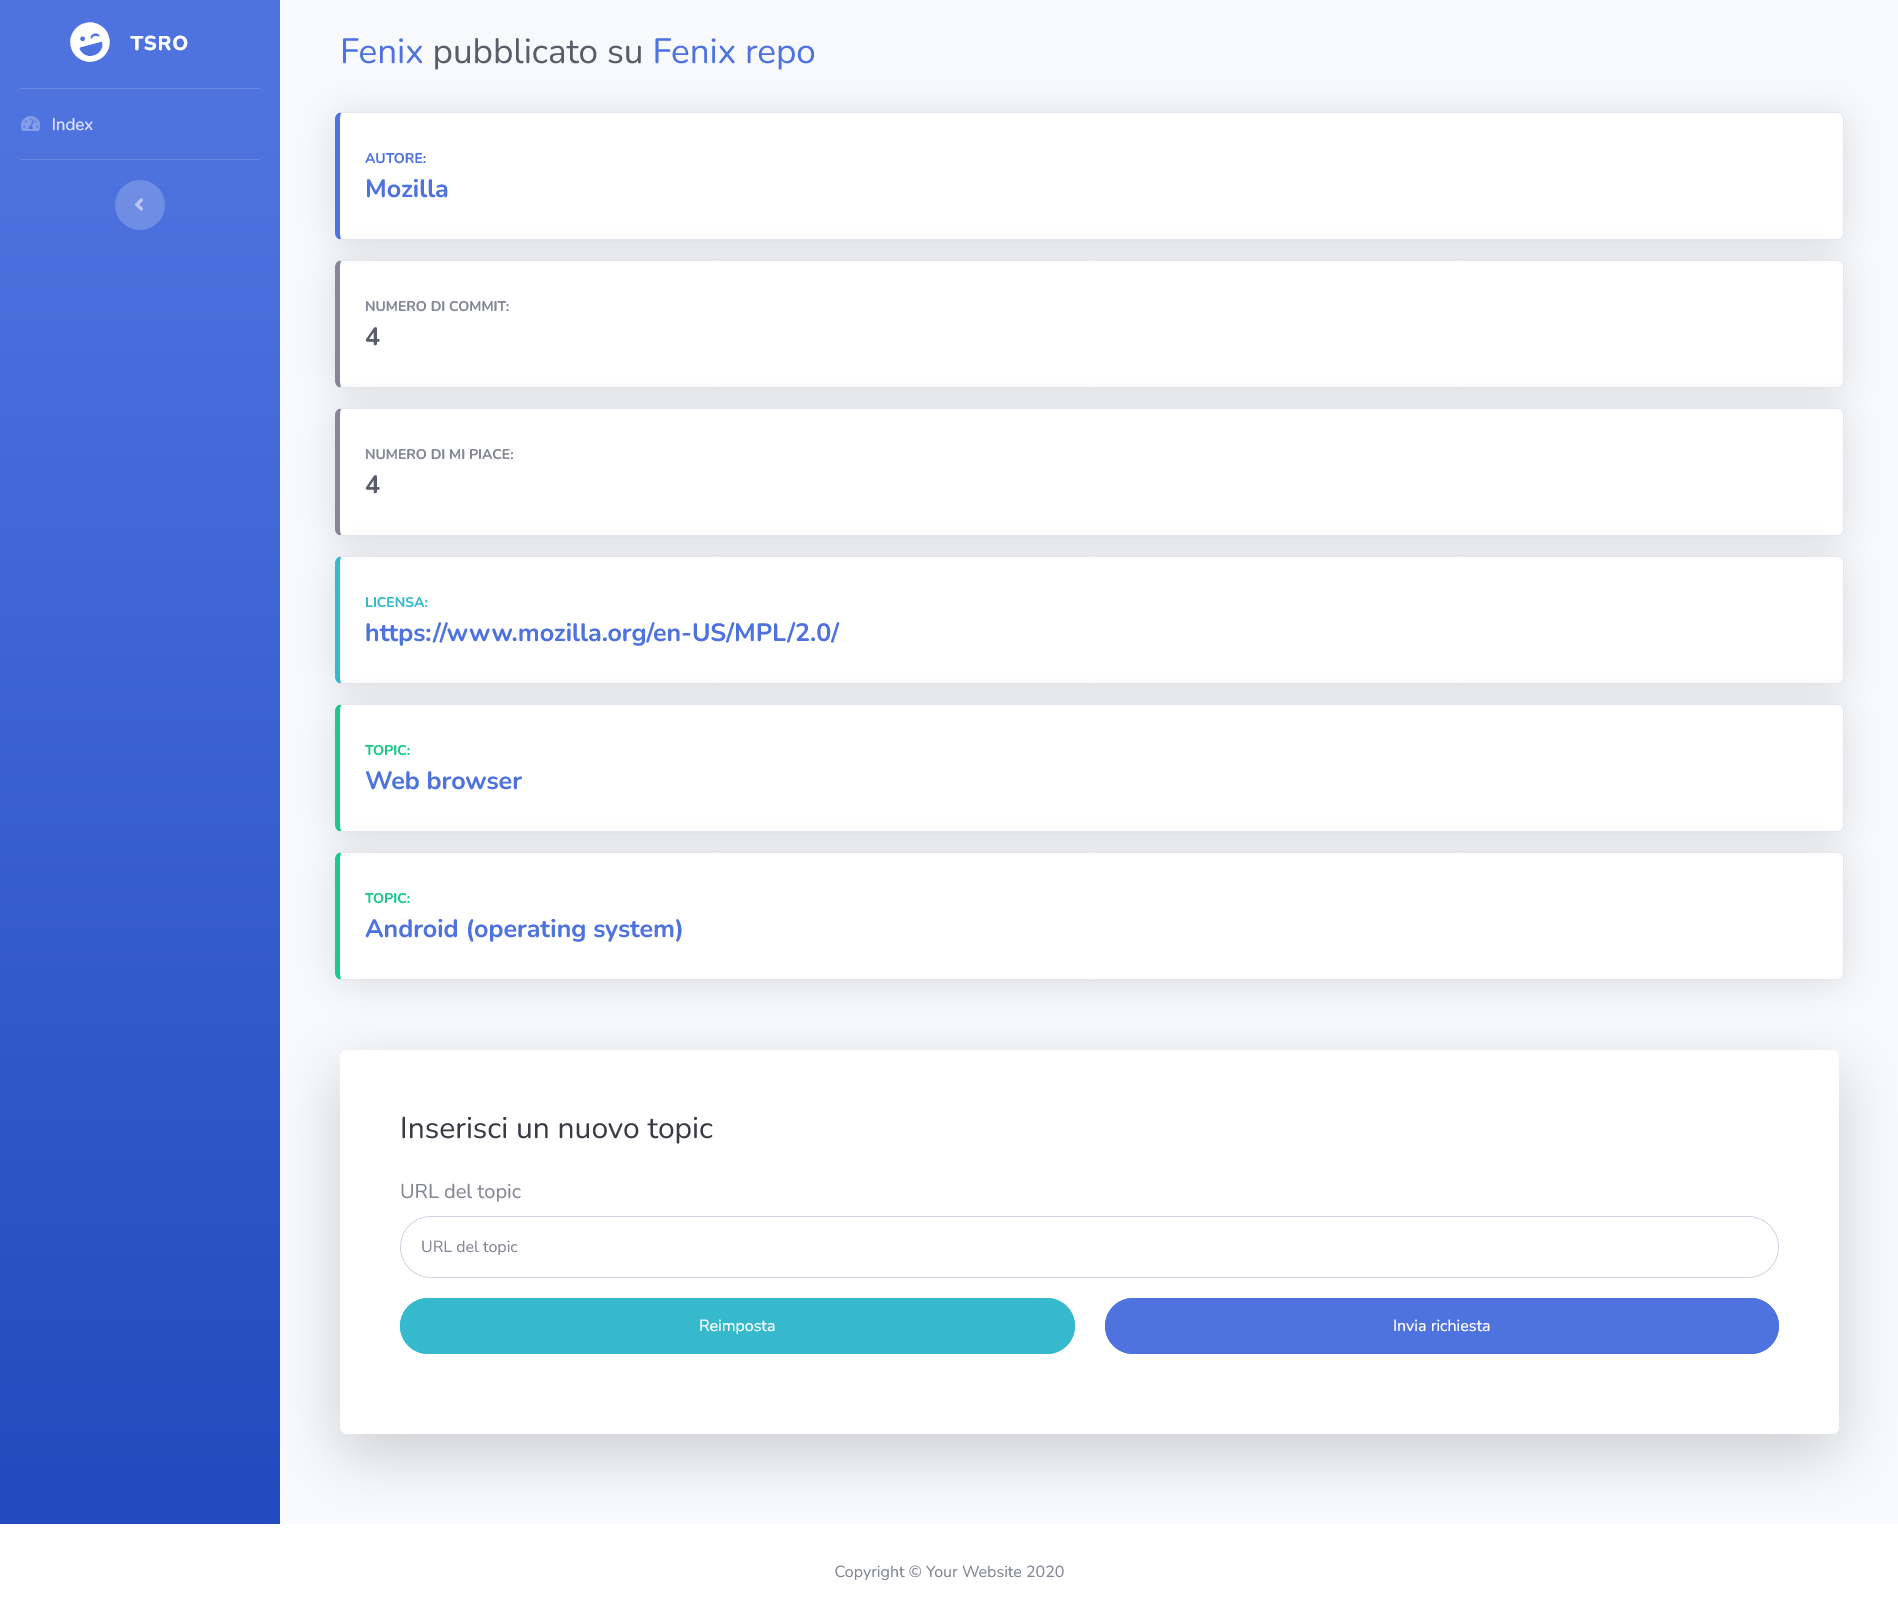 TSRO
Index
Fenix pubblicato su Fenix repo
AUTORE:
Mozilla
NUMERO DI COMMIT:
4
NUMERO DI MI PIACE:
4
LICENSA:
https://www.mozilla.org/en-US/MPL/2.0/
TOPIC:
Web browser
TOPIC:
Android (operating system)
Inserisci un nuovo topic
URL del topic
URL del topic
Reimposta
Invia richiesta
Copyright © Your Website 2020